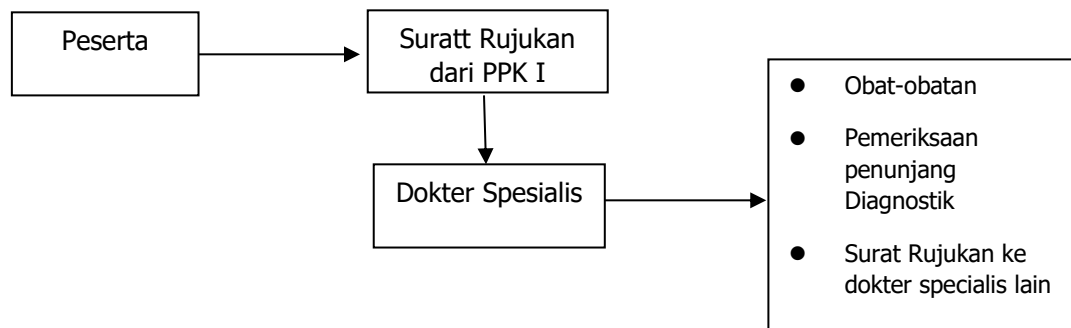 Peserta
Suratt Rujukan
dari PPK I
Dokter Spesialis
● Obat-obatan
● Pemeriksaan
penunjang
Diagnostik
● Surat Rujukan ke
dokter specialis lain